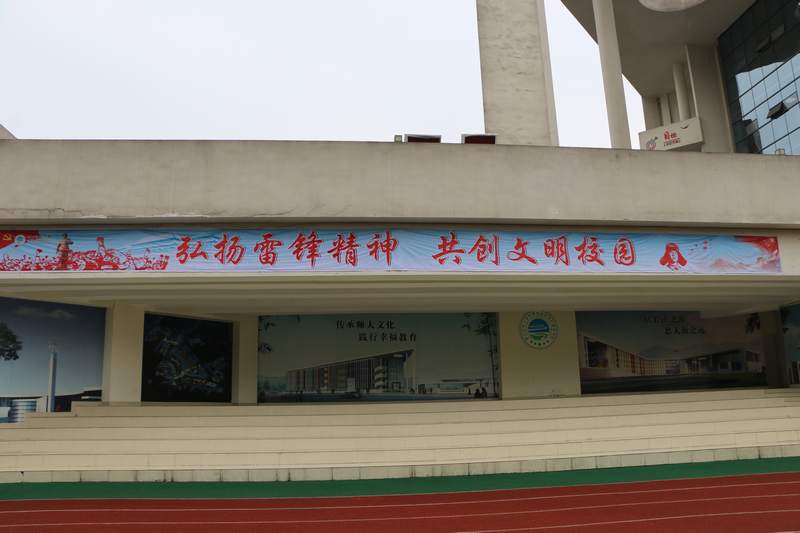 弘扬雷锋精神 共创文明校园
传承师大文化
践行幸福教育